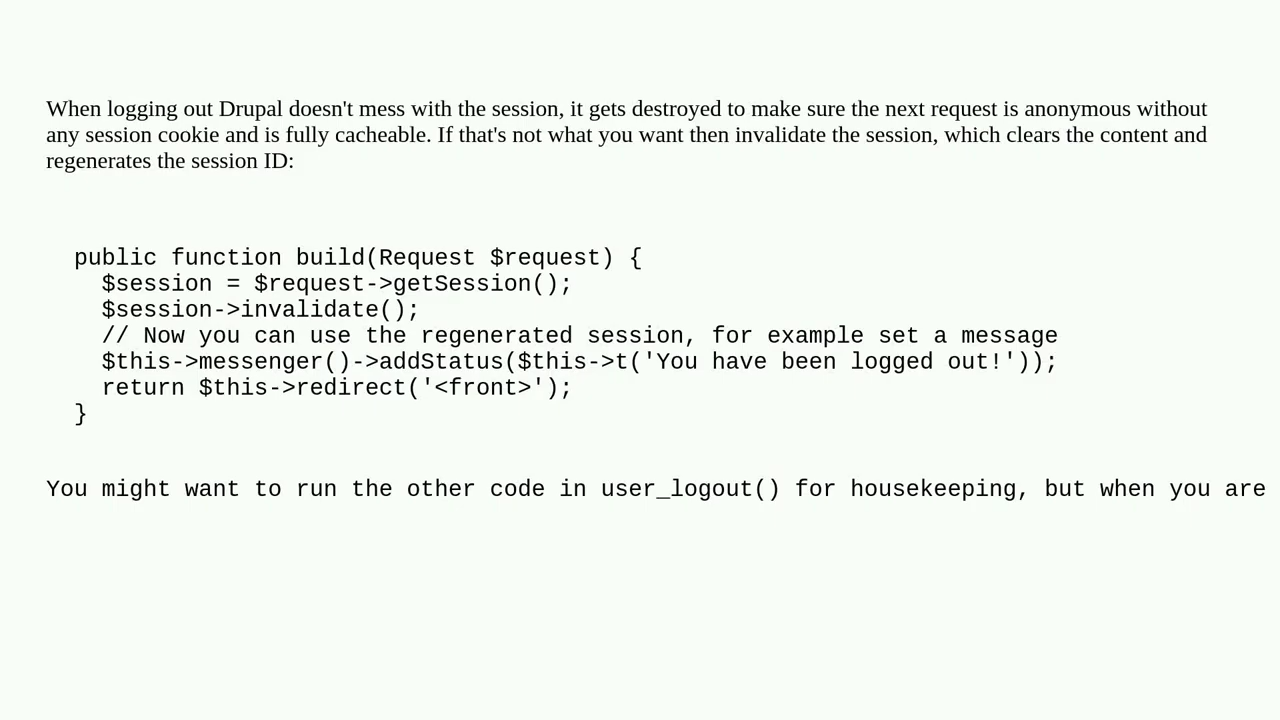 When logging out Drupal doesn't mess with the session, it gets destroyed to make sure the next request is anonymous without
any session cookie and is fully cacheable. If that's not what you want then invalidate the session, which clears the content and
regenerates the session ID:
public function build(Request $request) {
$session = $request->getSession();
$session->invalidate();
// Now you can use the regenerated session, for example set a message
$this->messenger()->addStatus($this->t('You have been logged out!'));
return $this->redirect('<front>');
}
You might want to run the other code in user_logout() for housekeeping, but when you are